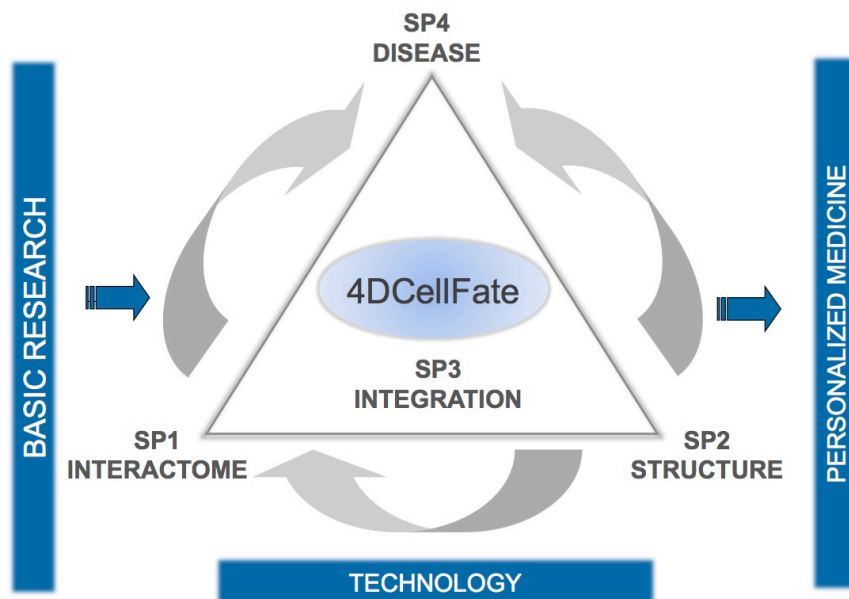 SP4
DISEASE
BASIC RESEARCH
4DCellFate
PERSONALIZED MEDICINE
SP3
INTEGRATION
SP1
INTERACTOME
SP2
STRUCTURE
TECHNOLOGY